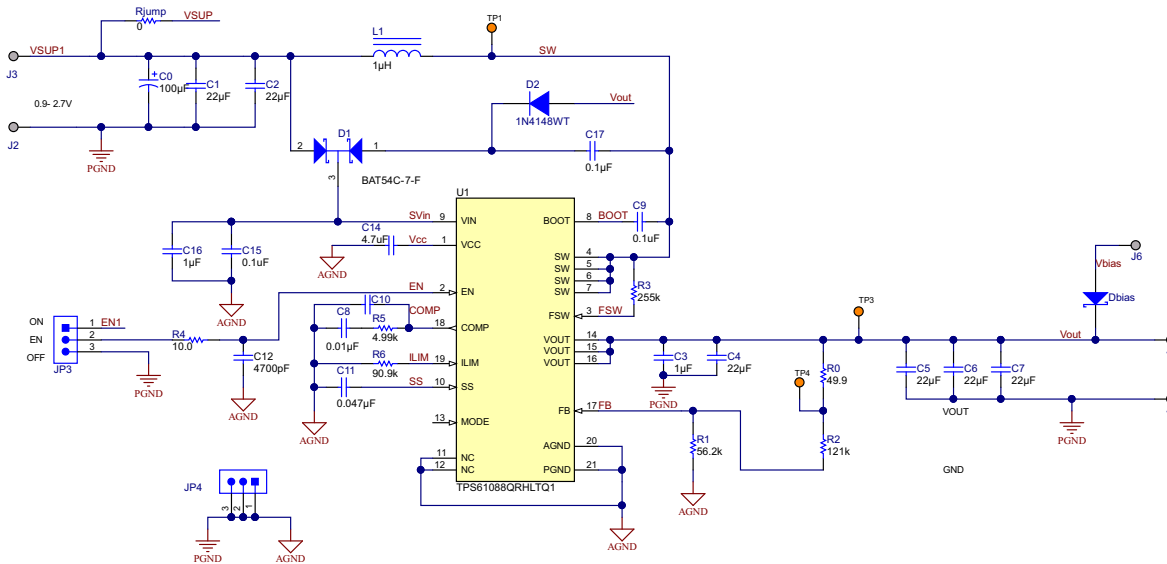 Rjump
0
VSUP
VSUP1
J3
0.9- 2.7V
J2
C0
100µF
C1
22µF
C2
22µF
PGND
L1
1µH
TP1
SW
D2
1N4148WT
Vout
D1
2
1
3
BAT54C-7-F
C17
0.1µF
U1
SVin
9
VIN
C14
4.7uF
Vcc
1
VCC
AGND
C16
1µF
C15
0.1uF
AGND
EN
2
EN
C10
COMP
C8
0.01µF
R5
4.99k
18
COMP
R6
90.9k
ILIM
19
ILIM
C11
0.047µF
SS
10
SS
AGND
13
MODE
11
NC
12
NC
TPS61088QRHLTQ1
BOOT
8
BOOT
C9
0.1uF
SW
4
SW
5
SW
6
SW
7
R3
255k
FSW
3
FSW
VOUT
14
VOUT
15
VOUT
16
FB
17
FB
AGND
20
PGND
21
AGND
C3
1µF
PGND
C4
22µF
R1
56.2k
AGND
TP3
TP4
R0
49.9
R2
121k
C5
22µF
C6
22µF
C7
22µF
VOUT
GND
PGND
Vout
Vbias
J6
Dbias
ON
EN
OFF
JP3
1
2
3
EN1
R4
10.0
PGND
C12
4700pF
AGND
JP4
3
2
1
PGND
AGND